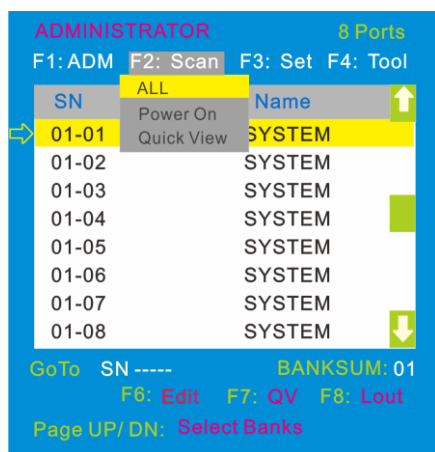 ADMINISTRATOR 8 Ports
F1: ADM F2: Scan F3: Set F4: Tool
ALL
Power On
Quick View
SN Name
01-01 SYSTEM
01-02 SYSTEM
01-03 SYSTEM
01-04 SYSTEM
01-05 SYSTEM
01-06 SYSTEM
01-07 SYSTEM
01-08 SYSTEM
GoTo SN ----- BANKSUM: 01
F6: Edit F7: QV F8: Lout
Page UP/ DN: Select Banks